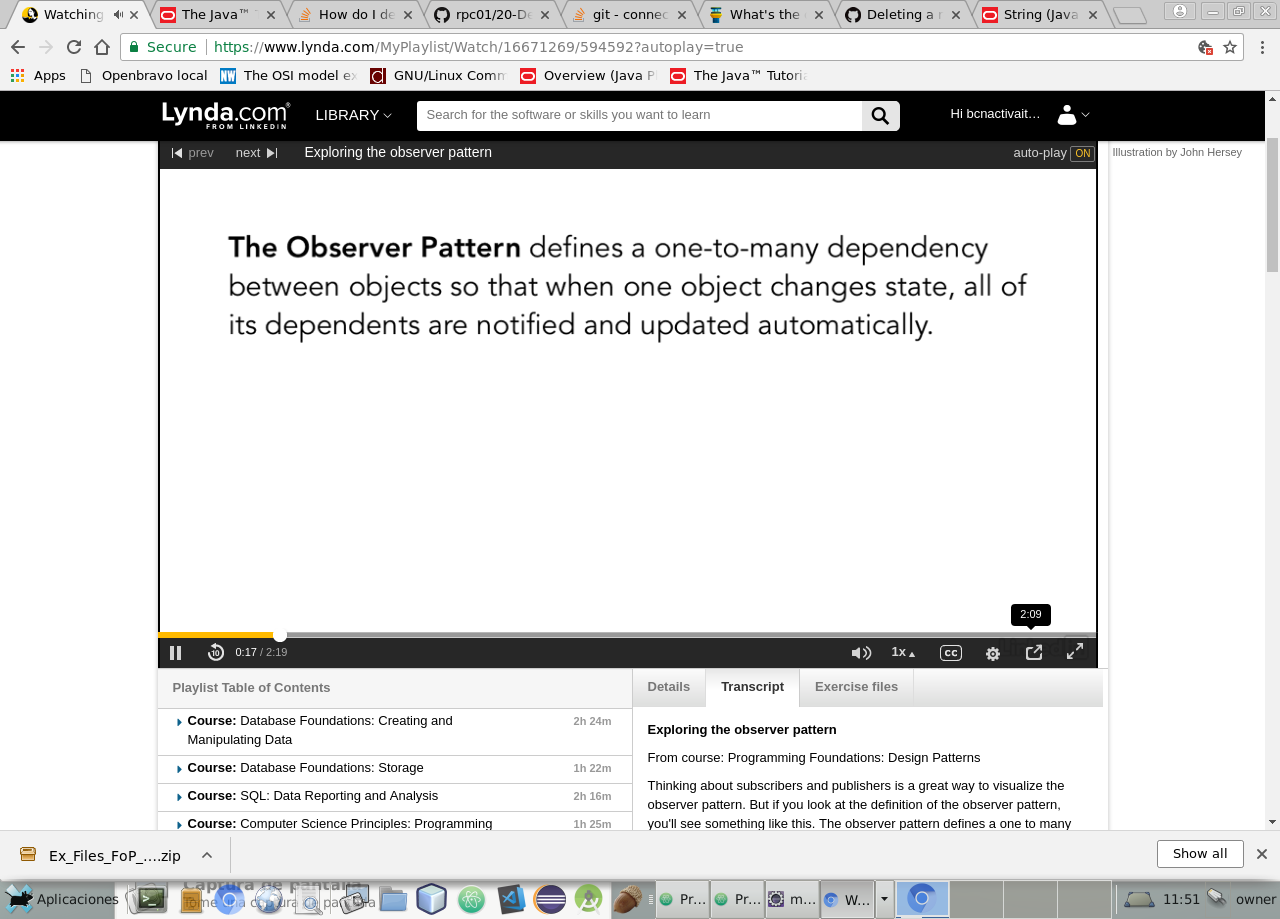 Watching
The Java™
How do I de
rpc01/20-De
git - connec
What's the
Deleting a r
String (Java
Secure
https://www.lynda.com/MyPlaylist/Watch/16671269/594592?autoplay=true
Apps
Openbravo local
NW
The OSI model ex
GNU/Linux Comm
Overview (Java P
The Java™ Tutoria
Lynda.com
FROM LINKEDIN
LIBRARY
Search for the software or skills you want to learn
Hi bcnactivait...
prev
next
Exploring the observer pattern
auto-play ON
Illustration by John Hersey
The Observer Pattern defines a one-to-many dependency
between objects so that when one object changes state, all of
its dependents are notified and updated automatically.
2:09
10
0:17 / 2:19
1x
cc
Playlist Table of Contents
Details
Transcript
Exercise files
Course: Database Foundations: Creating and
Manipulating Data
2h 24m
Course: Database Foundations: Storage
1h 22m
Course: SQL: Data Reporting and Analysis
2h 16m
Course: Computer Science Principles: Programming
1h 25m
Exploring the observer pattern
From course: Programming Foundations: Design Patterns
Thinking about subscribers and publishers is a great way to visualize the
observer pattern. But if you look at the definition of the observer pattern,
you'll see something like this. The observer pattern defines a one to many
Ex_Files_FoP_....zip
Show all
Aplicaciones
Captura de pantalla
Pr...
Pr...
m...
W...
11:51
owner